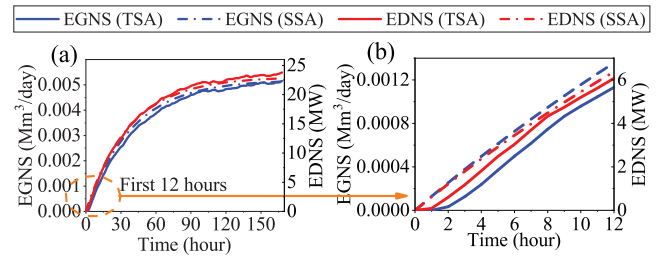 EGNS (TSA) EGNS (SSA) EDNS (TSA) EDNS (SSA)
(a)
EGNS (Mm³/day)
0.005
0.004
0.003
0.002
0.001
0.000
0 30 60 90 120 150
Time (hour)
25
20
15
10
5
0
EDNS (MW)
First 12 hours
(b)
EGNS (Mm³/day)
0.0012
0.0008
0.0004
0.0000
0 2 4 6 8 10 12
Time (hour)
6
4
2
0
EDNS (MW)